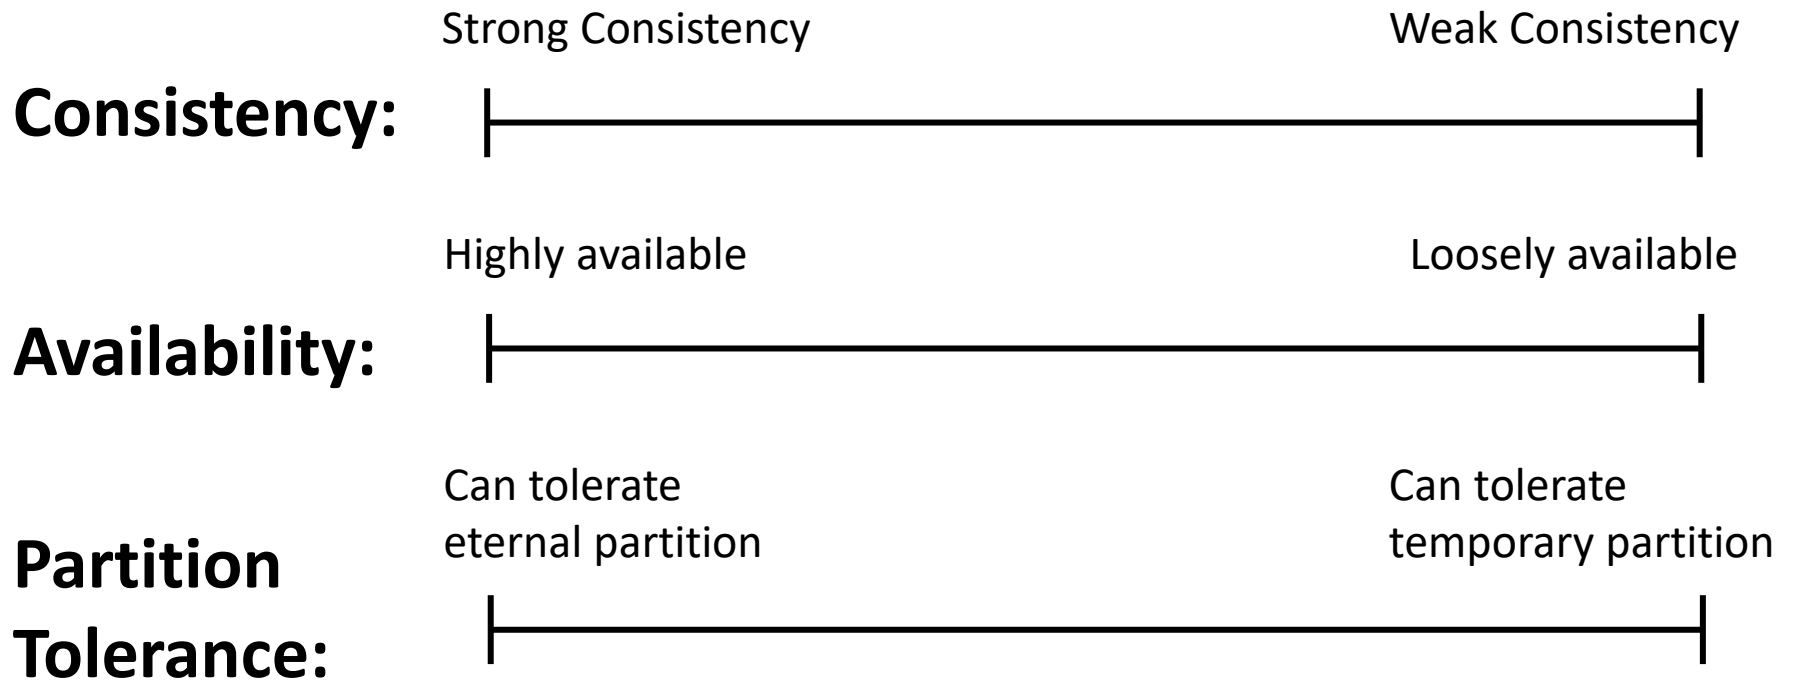 Strong Consistency
Weak Consistency
Consistency:
Highly available
Loosely available
Availability:
Can tolerate
eternal partition
Can tolerate
temporary partition
Partition
Tolerance: